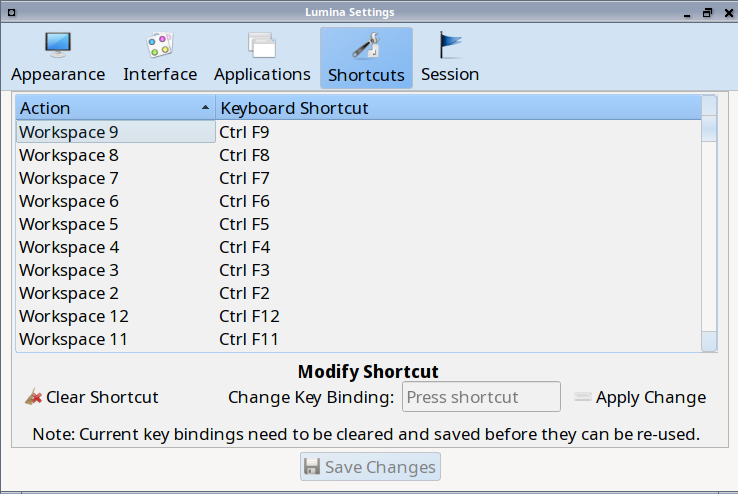 Lumina Settings
Appearance Interface Applications Shortcuts Session
Action Keyboard Shortcut
Workspace 9 Ctrl F9
Workspace 8 Ctrl F8
Workspace 7 Ctrl F7
Workspace 6 Ctrl F6
Workspace 5 Ctrl F5
Workspace 4 Ctrl F4
Workspace 3 Ctrl F3
Workspace 2 Ctrl F2
Workspace 12 Ctrl F12
Workspace 11 Ctrl F11
Modify Shortcut
Clear Shortcut Change Key Binding: Press shortcut Apply Change
Note: Current key bindings need to be cleared and saved before they can be re-used.
Save Changes